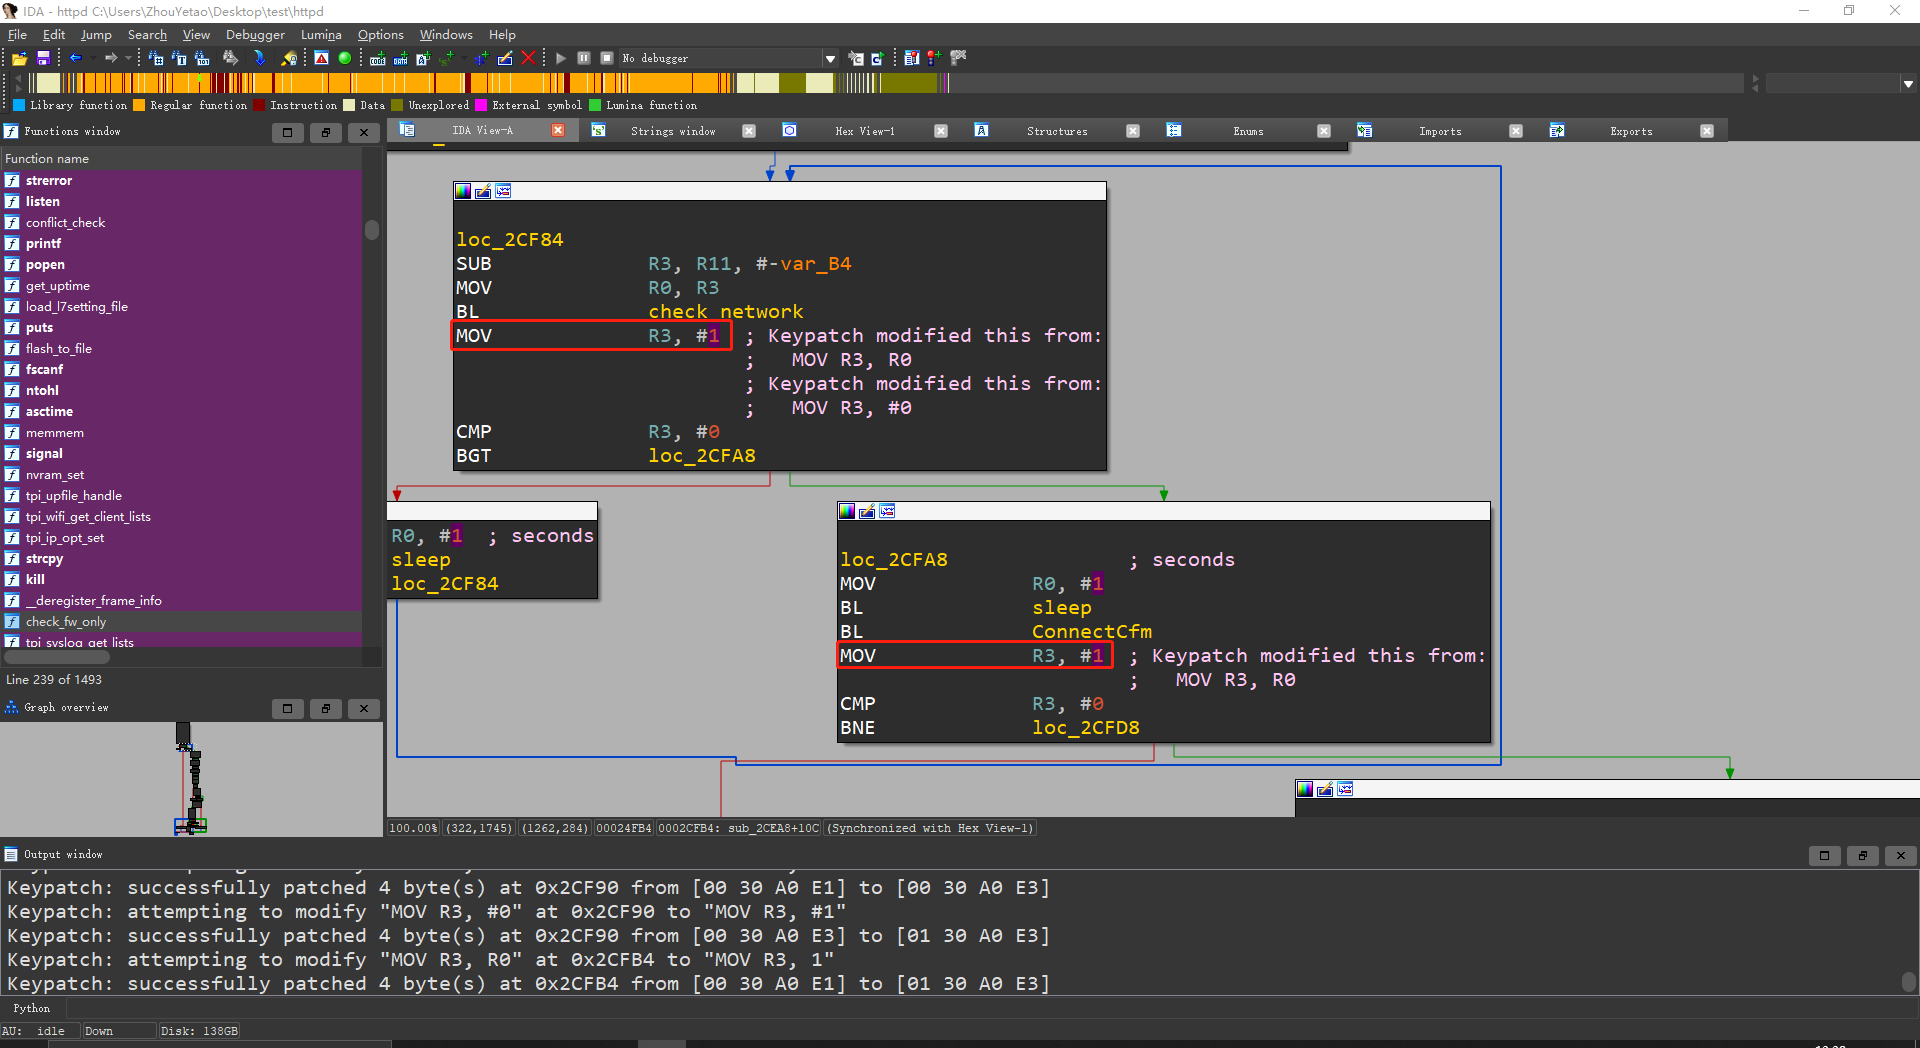 IDA - httpd C:\Users\ZhouYetao\Desktop\test\httpd
File Edit Jump Search View Debugger Lumina Options Windows Help
No debugger
Library function Regular function Instruction Data Unexplored External symbol Lumina function
Functions window
IDA View-A Strings window Hex View-1 Structures Enums Imports Exports
Function name
strerror
listen
conflict_check
printf
popen
get_uptime
load_l7setting_file
puts
flash_to_file
fscanf
ntohl
asctime
memmem
signal
nvram_set
tpi_upfile_handle
tpi_wifi_get_client_lists
tpi_ip_opt_set
strcpy
kill
__deregister_frame_info
check_fw_only
tpi_syslog_get_lists
Line 239 of 1493
Graph overview
loc_2CF84
SUB R3, R11, #-var_B4
MOV R0, R3
BL check_network
MOV R3, #1 ; Keypatch modified this from:
; MOV R3, R0
; Keypatch modified this from:
; MOV R3, #0
CMP R3, #0
BGT loc_2CFA8
R0, #1 ; seconds
sleep
loc_2CF84
loc_2CFA8 ; seconds
MOV R0, #1
BL sleep
BL ConnectCfm
MOV R3, #1 ; Keypatch modified this from:
; MOV R3, R0
CMP R3, #0
BNE loc_2CFD8
100.00% (322,1745) (1262,284) 00024FB4 0002CFB4: sub_2CEA8+10C (Synchronized with Hex View-1)
Output window
Keypatch: successfully patched 4 byte(s) at 0x2CF90 from [00 30 A0 E1] to [00 30 A0 E3]
Keypatch: attempting to modify "MOV R3, #0" at 0x2CF90 to "MOV R3, #1"
Keypatch: successfully patched 4 byte(s) at 0x2CF90 from [00 30 A0 E3] to [01 30 A0 E3]
Keypatch: attempting to modify "MOV R3, R0" at 0x2CFB4 to "MOV R3, 1"
Keypatch: successfully patched 4 byte(s) at 0x2CFB4 from [00 30 A0 E1] to [01 30 A0 E3]
Python
AU: idle Down Disk: 138GB